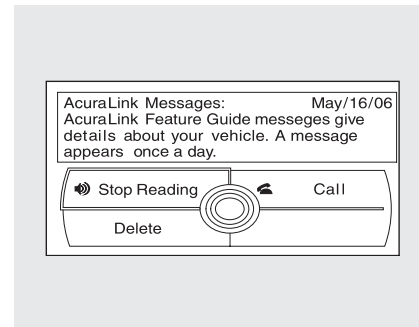 AcuraLink Messages: May/16/06
AcuraLink Feature Guide messeges give
details about your vehicle. A message
appears once a day.
Stop Reading Call
Delete